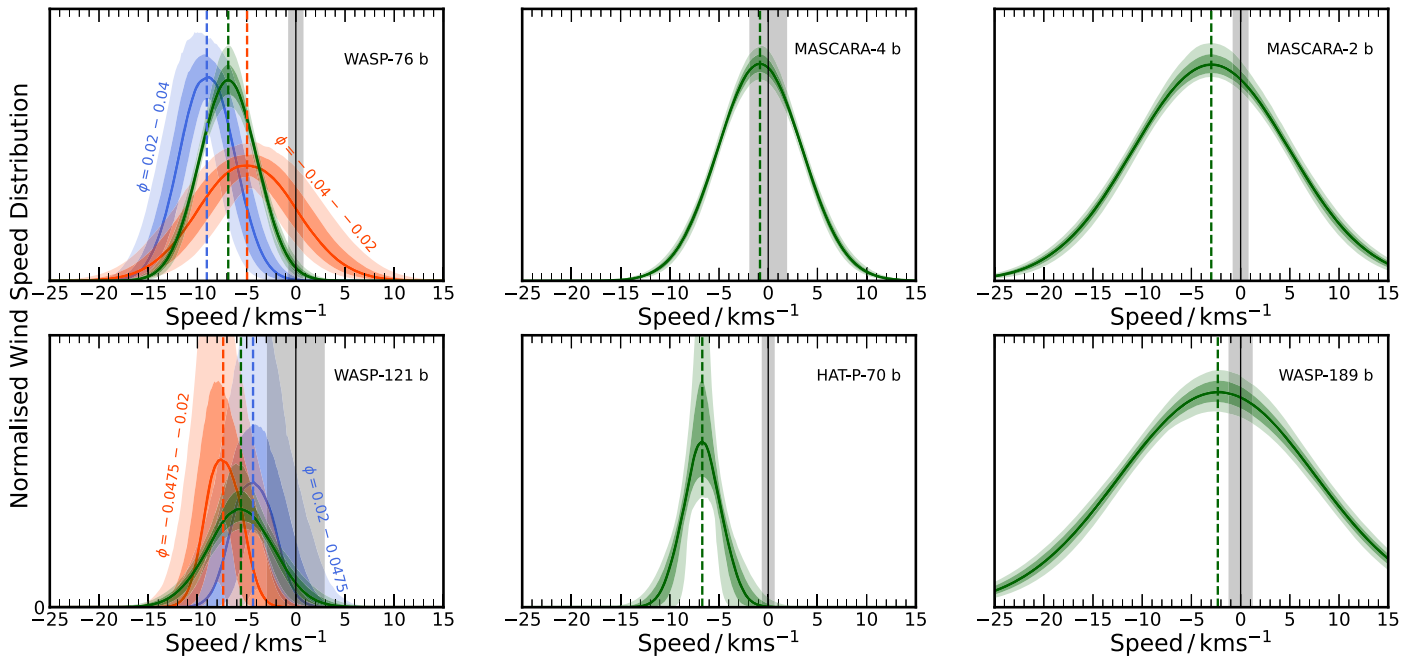 Normalised Wind Speed Distribution
WASP-76 b
ϕ = 0.02 − 0.04
ϕ = −0.04 − −0.02
−25 −20 −15 −10 −5 0 5 10 15
Speed / kms⁻¹
MASCARA-4 b
−25 −20 −15 −10 −5 0 5 10 15
Speed / kms⁻¹
MASCARA-2 b
−25 −20 −15 −10 −5 0 5 10 15
Speed / kms⁻¹
WASP-121 b
ϕ = −0.0475 − 0.02
ϕ = 0.02 − 0.0475
0
−25 −20 −15 −10 −5 0 5 10 15
Speed / kms⁻¹
HAT-P-70 b
−25 −20 −15 −10 −5 0 5 10 15
Speed / kms⁻¹
WASP-189 b
−25 −20 −15 −10 −5 0 5 10 15
Speed / kms⁻¹